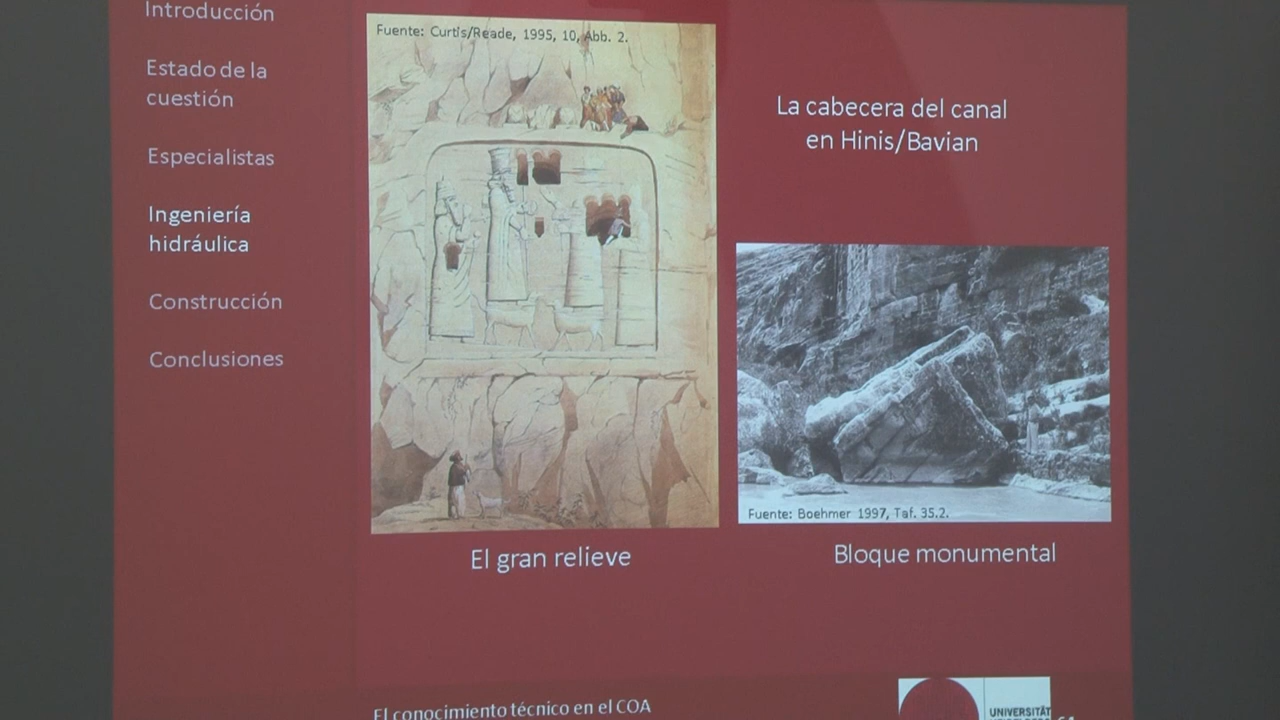 Introducción
Estado de la
cuestión
Especialistas
Ingeniería
hidráulica
Construcción
Conclusiones
Fuente: Curtis/Reade, 1995, 10, Abb. 2.
El gran relieve
La cabecera del canal
en Hinis/Bavian
Fuente: Boehmer 1997, Taf. 35.2.
Bloque monumental
El conocimiento técnico en el COA
UNIVERSITÄT